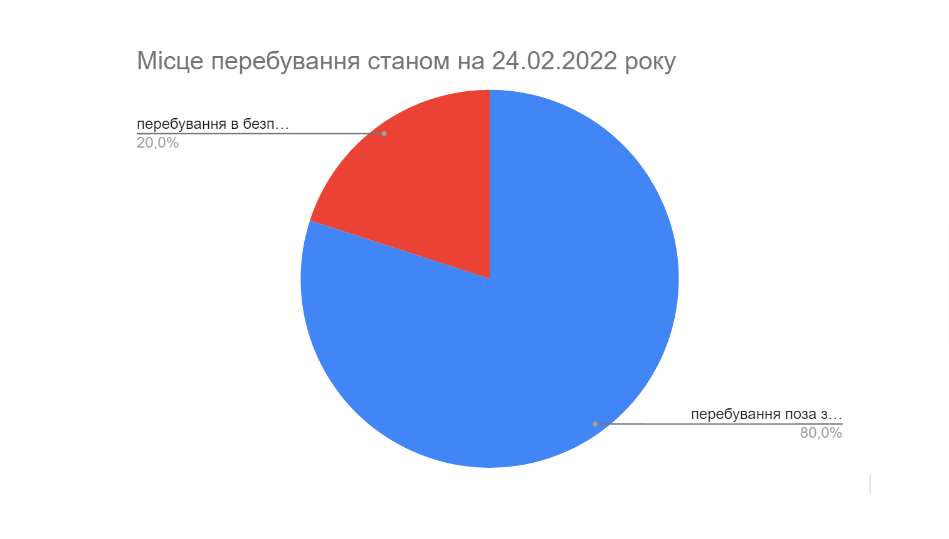 Місце перебування станом на 24.02.2022 року
перебування в безп…
20,0%
перебування поза з…
80,0%